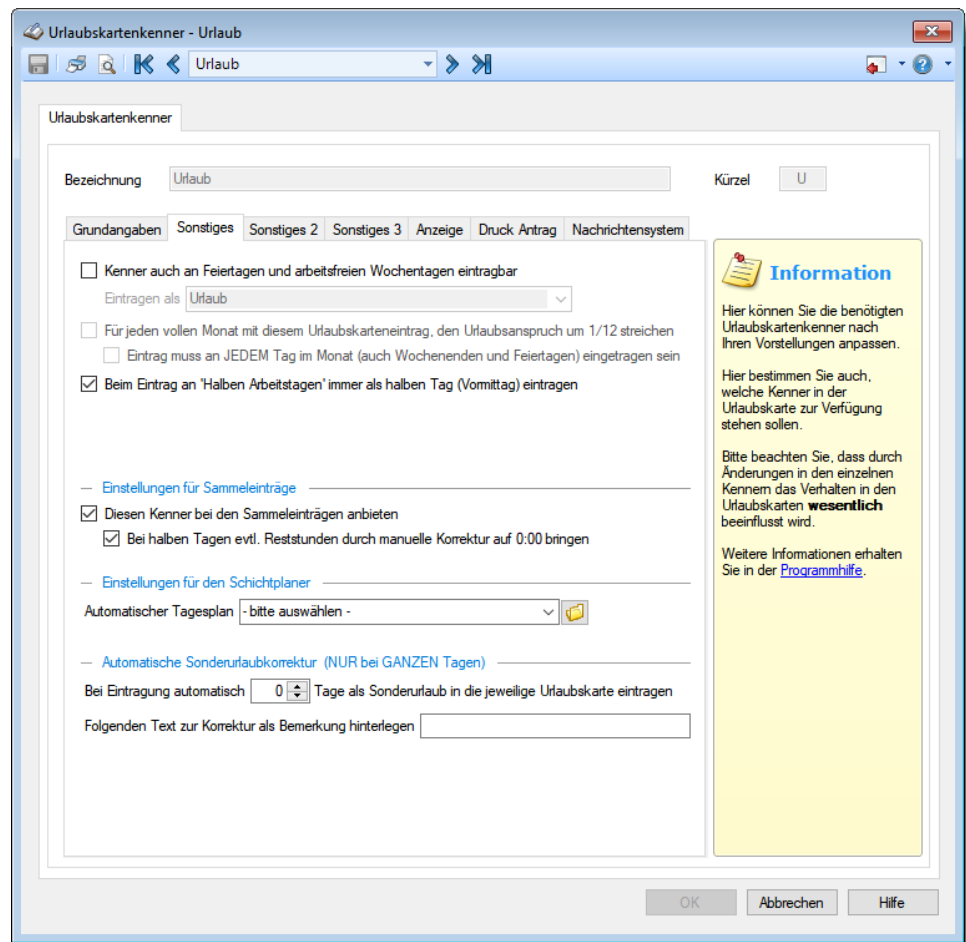 Urlaubskartenkenner - Urlaub
Urlaub
Urlaubskartenkenner
Bezeichnung Urlaub Kürzel U
Grundangaben Sonstiges Sonstiges 2 Sonstiges 3 Anzeige Druck Antrag Nachrichtensystem
Kenner auch an Feiertagen und arbeitsfreien Wochentagen eintragbar
Eintragen als Urlaub
Für jeden vollen Monat mit diesem Urlaubskarteneintrag, den Urlaubsanspruch um 1/12 streichen
Eintrag muss an JEDEM Tag im Monat (auch Wochenenden und Feiertagen) eingetragen sein
Beim Eintrag an 'Halben Arbeitstagen' immer als halben Tag (Vormittag) eintragen
Einstellungen für Sammeleinträge
Diesen Kenner bei den Sammeleinträgen anbieten
Bei halben Tagen evtl. Reststunden durch manuelle Korrektur auf 0:00 bringen
Einstellungen für den Schichtplaner
Automatischer Tagesplan - bitte auswählen -
Automatische Sonderurlaubkorrektur (NUR bei GANZEN Tagen)
Bei Eintragung automatisch 0 Tage als Sonderurlaub in die jeweilige Urlaubskarte eintragen
Folgenden Text zur Korrektur als Bemerkung hinterlegen
Information
Hier können Sie die benötigten
Urlaubskartenkenner nach
Ihren Vorstellungen anpassen.
Hier bestimmen Sie auch,
welche Kenner in der
Urlaubskarte zur Verfügung
stehen sollen.
Bitte beachten Sie, dass durch
Änderungen in den einzelnen
Kennern das Verhalten in den
Urlaubskarten wesentlich
beeinflusst wird.
Weitere Informationen erhalten
Sie in der Programmhilfe.
OK Abbrechen Hilfe